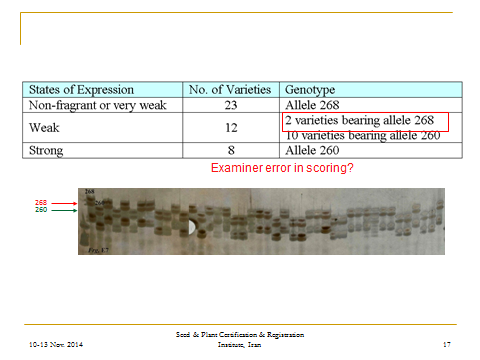 States of Expression No. of Varieties Genotype
Non-fragrant or very weak 23 Allele 268
Weak 12 2 varieties bearing allele 268
10 varieties bearing allele 260
Strong 8 Allele 260
Examiner error in scoring?
268
260
268
260
10-13 Nov. 2014
Seed & Plant Certification & Registration
Institute, Iran
17